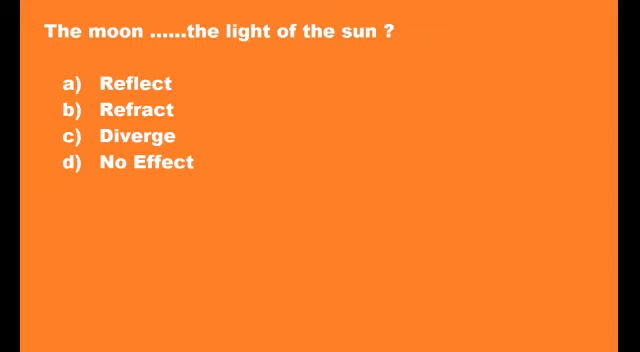 The moon ......the light of the sun ?
a) Reflect
b) Refract
c) Diverge
d) No Effect